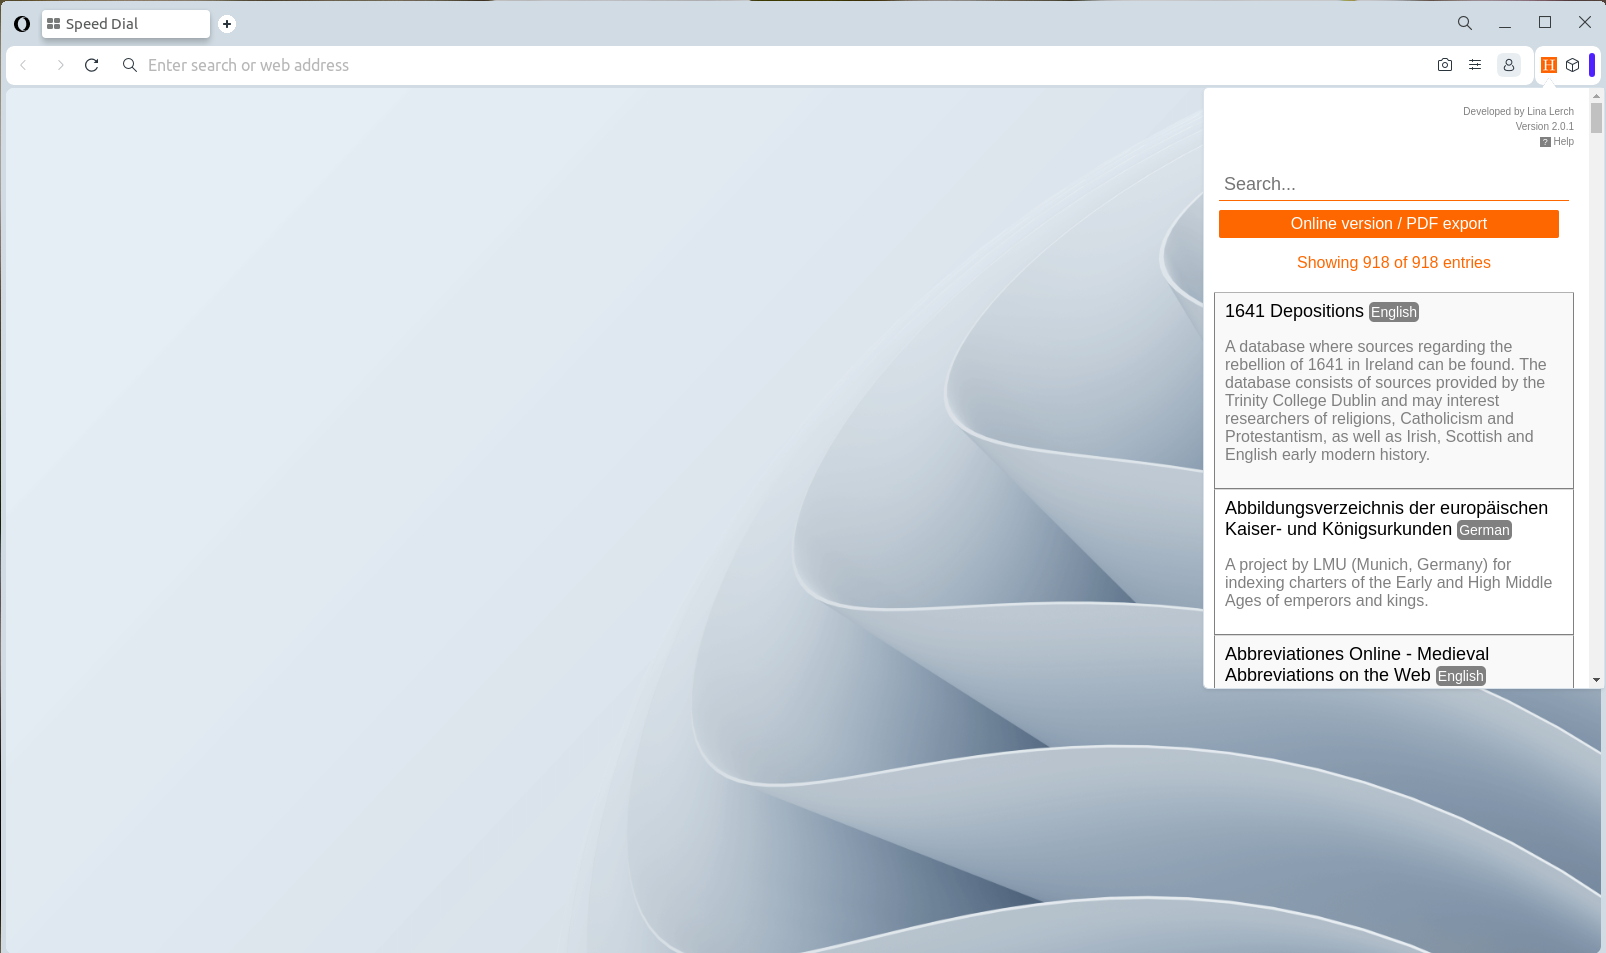 Speed Dial
Enter search or web address
H
Developed by Lina Lerch
Version 2.0.1
? Help
Search...
Online version / PDF export
Showing 918 of 918 entries
1641 Depositions English
A database where sources regarding the
rebellion of 1641 in Ireland can be found. The
database consists of sources provided by the
Trinity College Dublin and may interest
researchers of religions, Catholicism and
Protestantism, as well as Irish, Scottish and
English early modern history.
Abbildungsverzeichnis der europäischen
Kaiser- und Königsurkunden German
A project by LMU (Munich, Germany) for
indexing charters of the Early and High Middle
Ages of emperors and kings.
Abbreviationes Online - Medieval
Abbreviations on the Web English